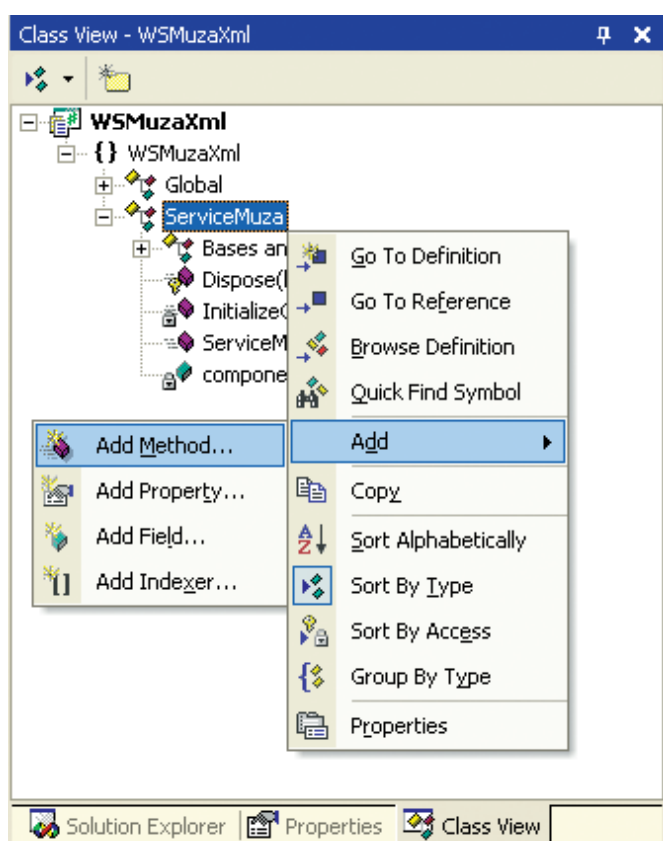 Class View - WSMuzaXml
WSMuzaXml
{} WSMuzaXml
Global
ServiceMuza
Bases an
Dispose(
Initialize
ServiceM
compone
Go To Definition
Go To Reference
Browse Definition
Quick Find Symbol
Add
Copy
Sort Alphabetically
Sort By Type
Sort By Access
Group By Type
Properties
Add Method...
Add Property...
Add Field...
Add Indexer...
Solution Explorer
Properties
Class View